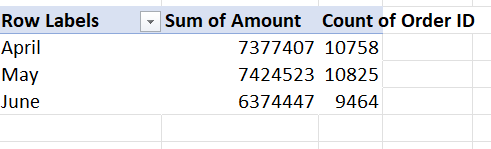 Row Labels Sum of Amount Count of Order ID
April 7377407 10758
May 7424523 10825
June 6374447 9464